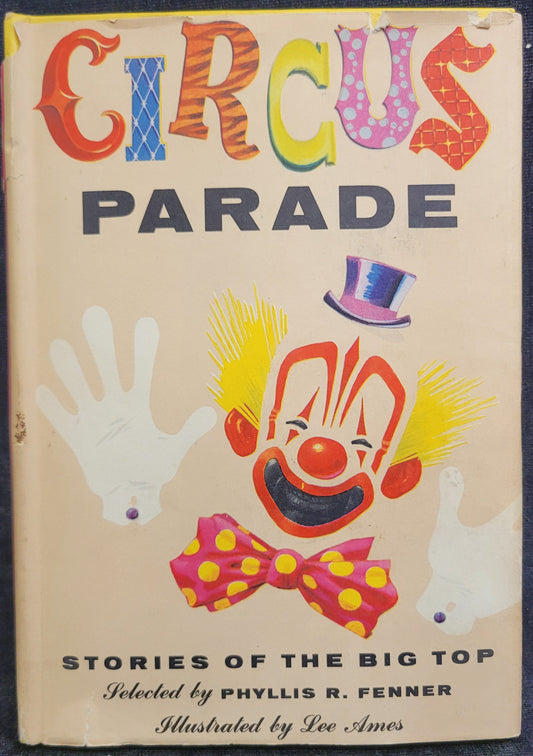 CIRCUS
PARADE
STORIES OF THE BIG TOP
Selected by PHYLLIS R. FENNER
Illustrated by Lee Ames